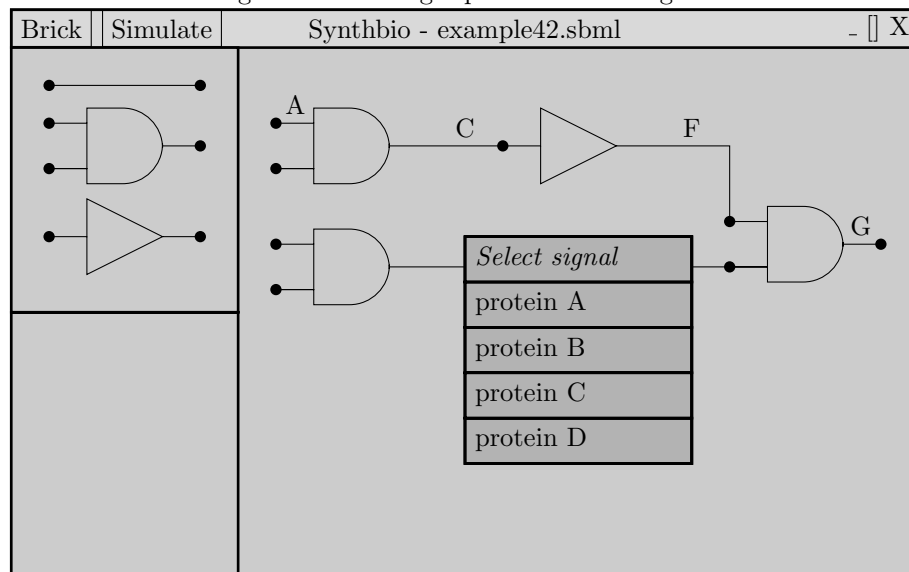 Brick Simulate Synthbio - example42.sbml _ [] X
A
C
F
G
Select signal
protein A
protein B
protein C
protein D